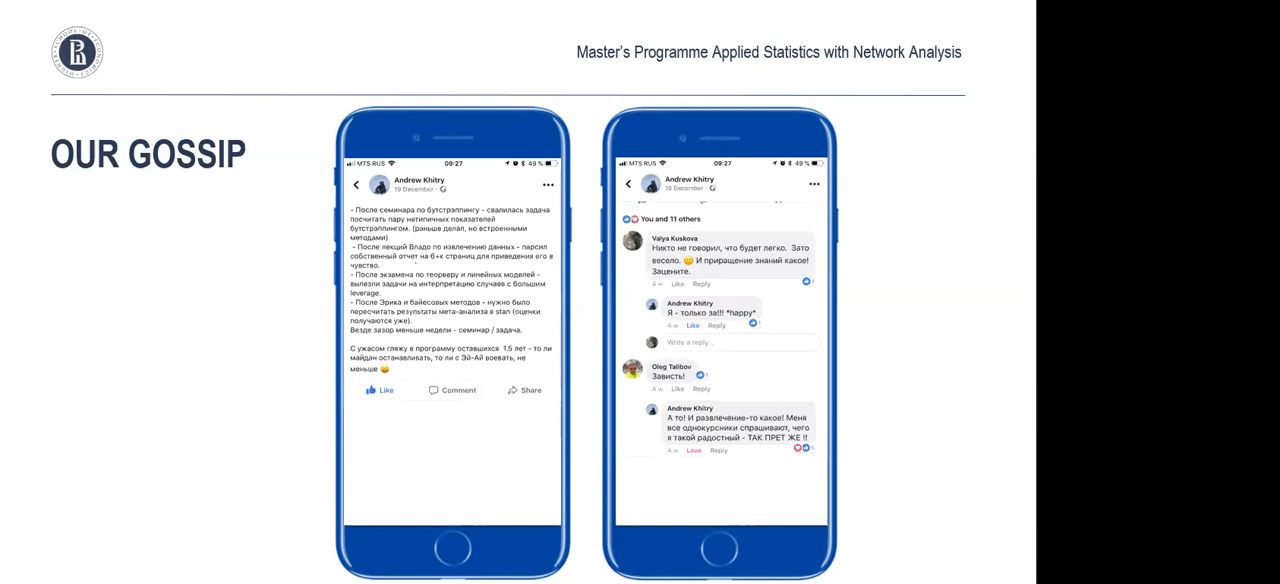 Master's Programme Applied Statistics with Network Analysis
OUR GOSSIP
MTS RUS 09:27 49 %
Andrew Khitry
19 December
- После семинара по бутстрэппингу - свалилась задача
посчитать пару нетипичных показателей
бутстрэппингом. (раньше делал, но встроенными
методами)
- После лекций Владо по извлечению данных - парсил
собственный отчет на 6+к страниц для приведения его в
чувство.
- После экзамена по теорверу и линейных моделей -
вылезли задачи на интерпретацию случаев с большим
leverage.
- После Эрика и байесовых методов - нужно было
пересчитать результаты мета-анализа в stan (оценки
получаются уже).
Везде зазор меньше недели - семинар / задача.
С ужасом гляжу в программу оставшихся 1.5 лет - то ли
майдан останавливать, то ли с Эй-Ай воевать, не
меньше
Like Comment Share
MTS RUS 09:27 49 %
Andrew Khitry
19 December
You and 11 others
Valya Kuskova
Никто не говорил, что будет легко. Зато
весело. И приращение знаний какое!
Зацените.
4 w Like Reply 1
Andrew Khitry
Я - только за!!! *happy*
4 w Like Reply 1
Write a reply...
Oleg Talibov
Зависть! 1
4 w Like Reply
Andrew Khitry
А то! И развлечение-то какое! Меня
все однокурсники спрашивают, чего
я такой радостный - ТАК ПРЕТ ЖЕ !!
4 w Love Reply 5